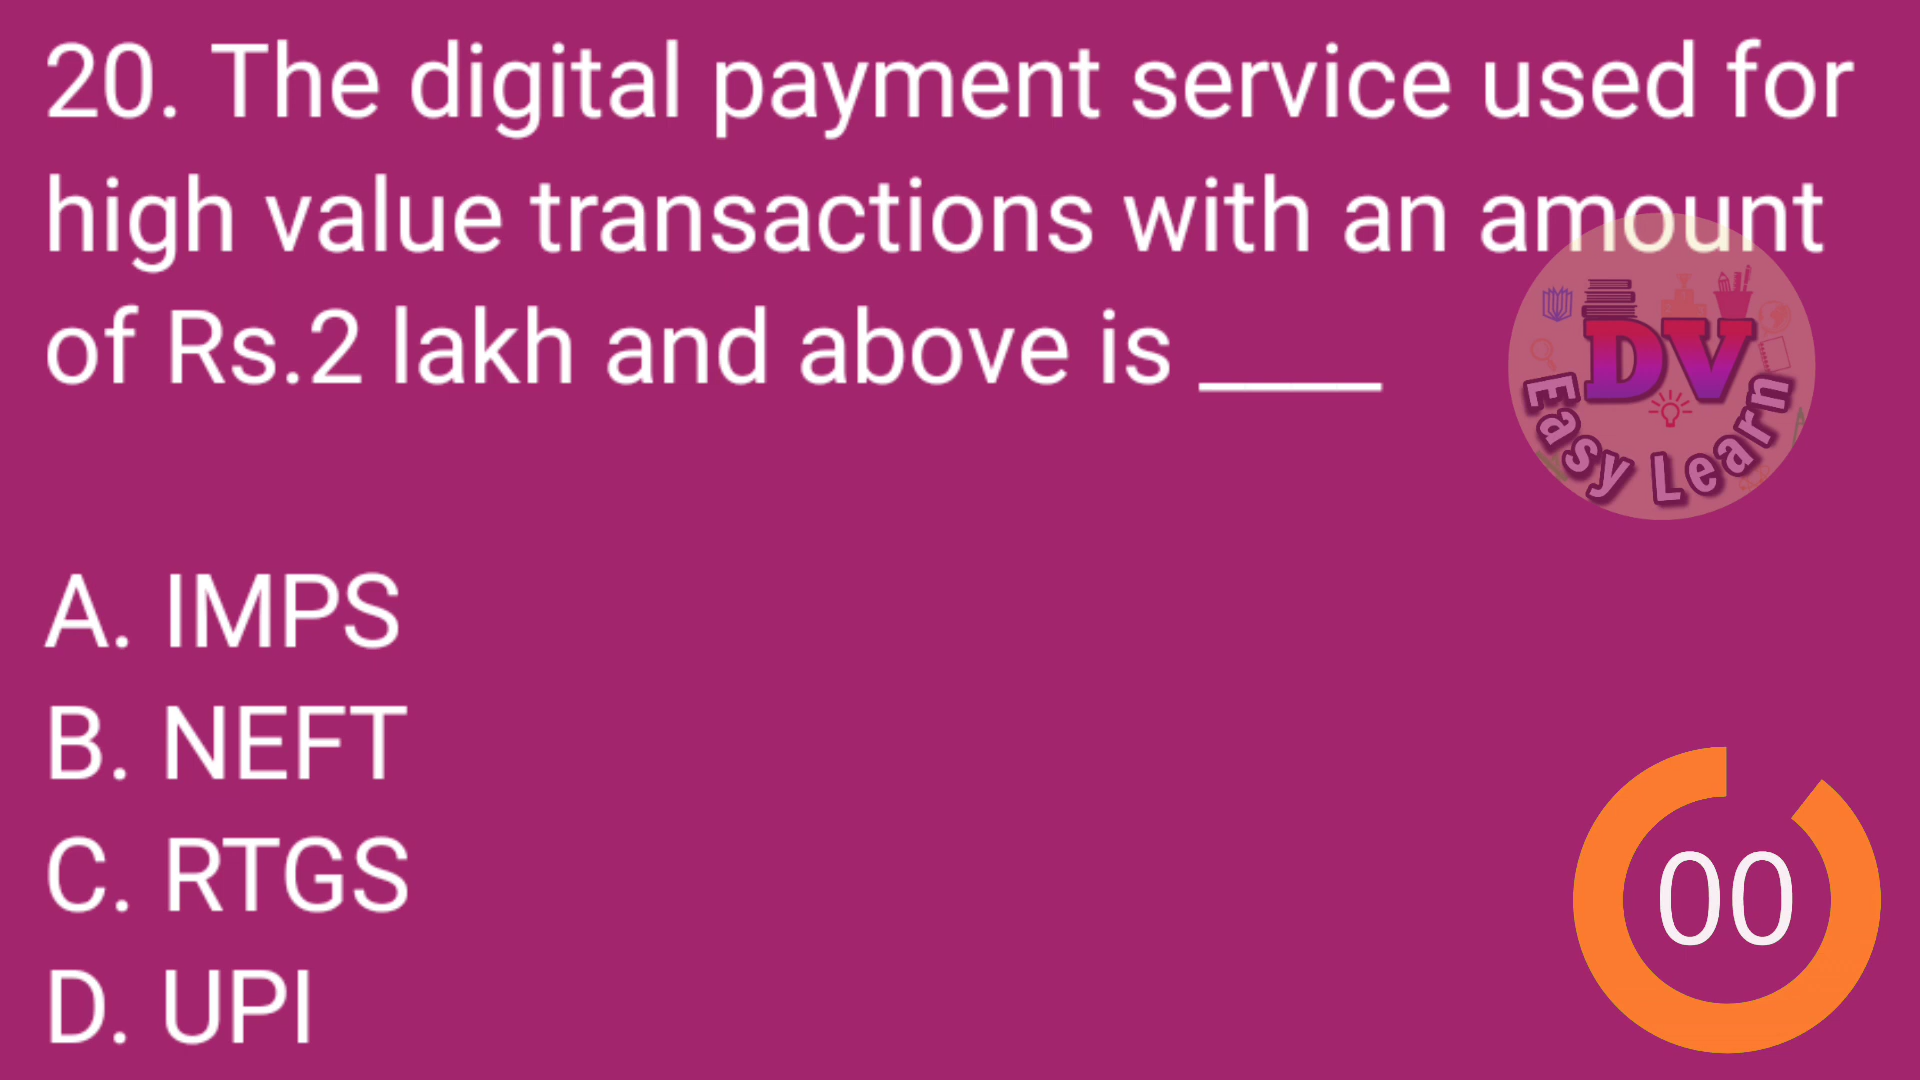 20. The digital payment service used for
high value transactions with an amount
of Rs.2 lakh and above is _____
DV
Easy Learn
A. IMPS
B. NEFT
C. RTGS
D. UPI
00